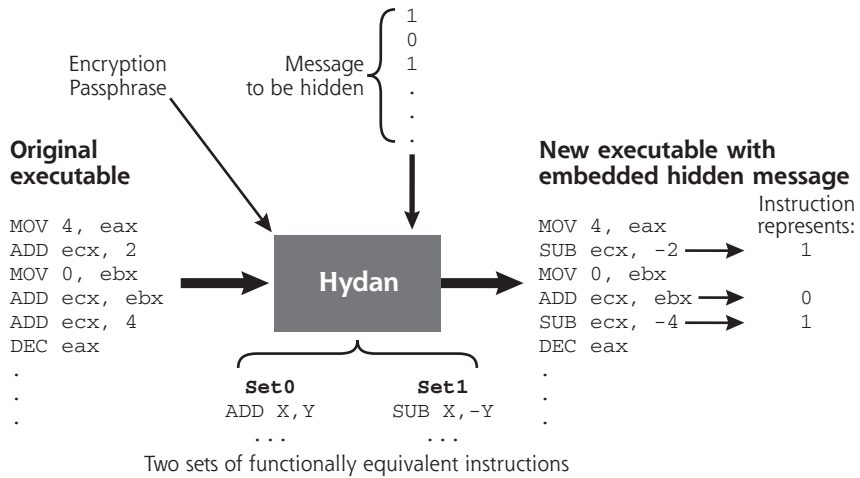 1
0
1
.
.
.
Encryption
Passphrase
Message
to be hidden
Original
executable
MOV 4, eax
ADD ecx, 2
MOV 0, ebx
ADD ecx, ebx
ADD ecx, 4
DEC eax
.
.
.
Hydan
New executable with
embedded hidden message
Instruction
represents:
MOV 4, eax
SUB ecx, -2 1
MOV 0, ebx
ADD ecx, ebx 0
SUB ecx, -4 1
DEC eax
.
.
.
Set0 Set1
ADD X,Y SUB X,-Y
... ...
Two sets of functionally equivalent instructions